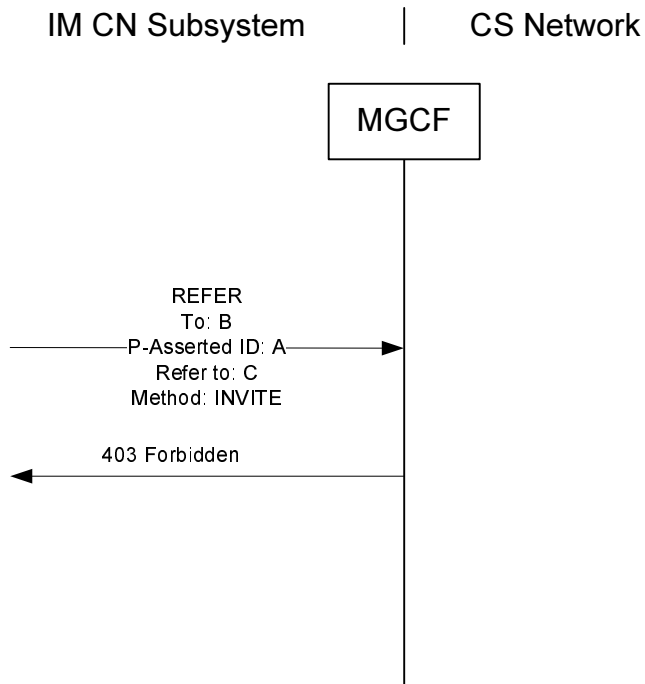 IM CN Subsystem | CS Network
MGCF
REFER
To: B
P-Asserted ID: A
Refer to: C
Method: INVITE
403 Forbidden